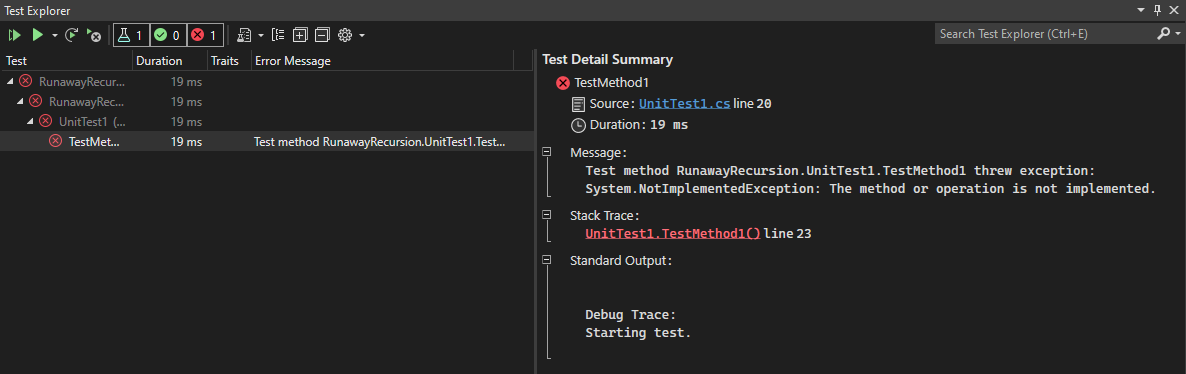 Test Explorer
1 0 1
Search Test Explorer (Ctrl+E)
Test Duration Traits Error Message
RunawayRecur... 19 ms
RunawayRec... 19 ms
UnitTest1 (... 19 ms
TestMet... 19 ms Test method RunawayRecursion.UnitTest1.Test...
Test Detail Summary
TestMethod1
Source: UnitTest1.cs line 20
Duration: 19 ms
Message:
Test method RunawayRecursion.UnitTest1.TestMethod1 threw exception:
System.NotImplementedException: The method or operation is not implemented.
Stack Trace:
UnitTest1.TestMethod1() line 23
Standard Output:
Debug Trace:
Starting test.